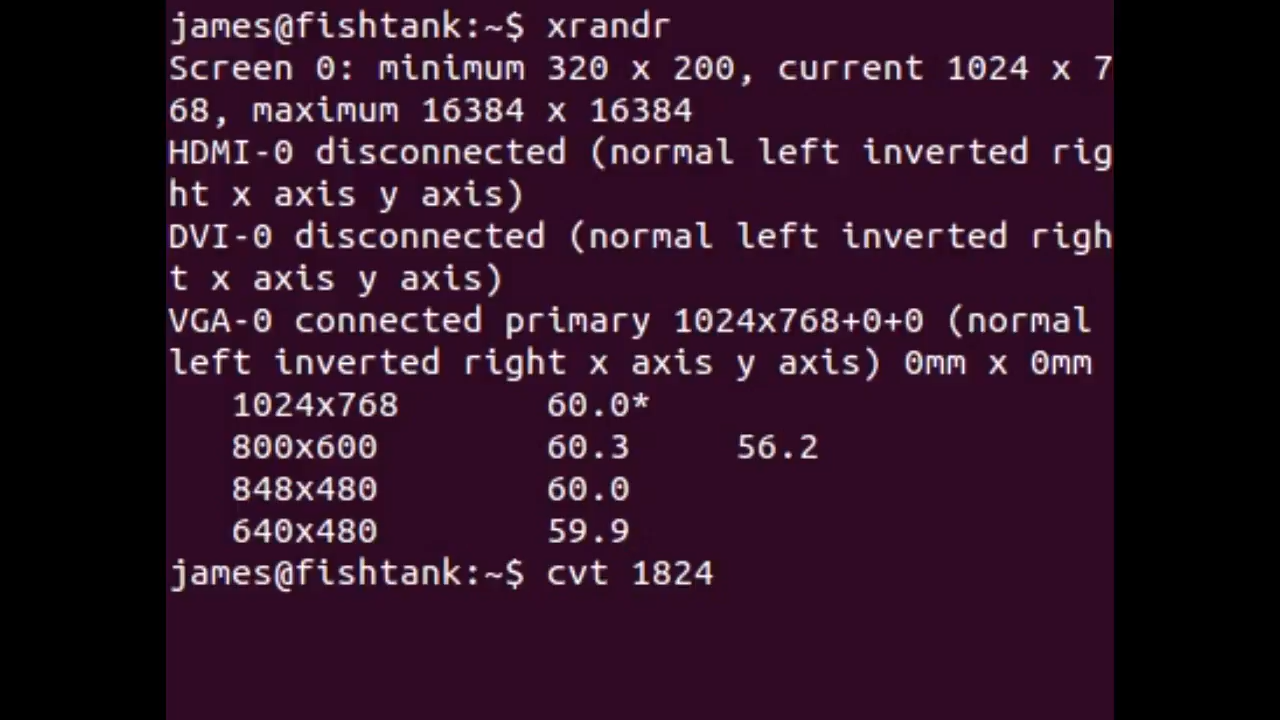 james@fishtank:~$ xrandr
Screen 0: minimum 320 x 200, current 1024 x 7
68, maximum 16384 x 16384
HDMI-0 disconnected (normal left inverted rig
ht x axis y axis)
DVI-0 disconnected (normal left inverted righ
t x axis y axis)
VGA-0 connected primary 1024x768+0+0 (normal
left inverted right x axis y axis) 0mm x 0mm
   1024x768       60.0*
   800x600        60.3     56.2
   848x480        60.0
   640x480        59.9
james@fishtank:~$ cvt 1824